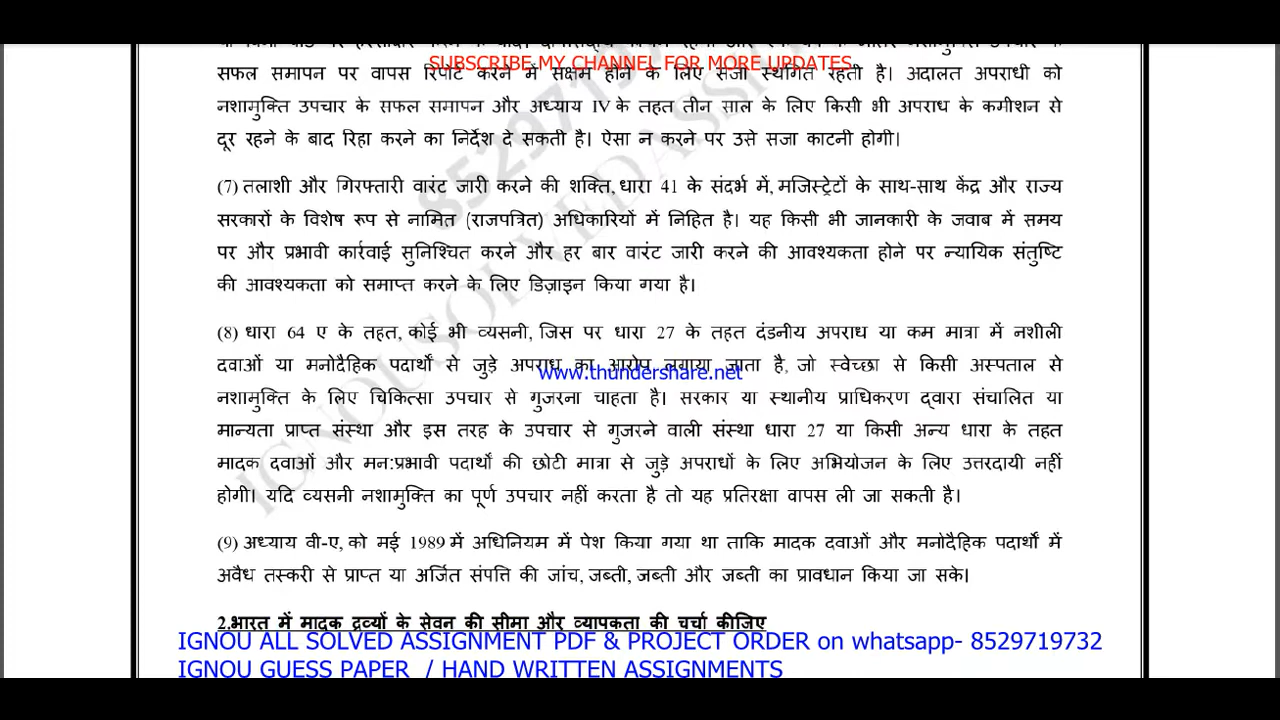 SUBSCRIBE MY CHANNEL FOR MORE UPDATES
सफल समापन पर वापस रिपोर्ट करने में सक्षम होने के लिए सजा स्थगित रहती है। अदालत अपराधी को
नशामुक्ति उपचार के सफल समापन और अध्याय IV के तहत तीन साल के लिए किसी भी अपराध के कमीशन से
दूर रहने के बाद रिहा करने का निर्देश दे सकती है। ऐसा न करने पर उसे सजा काटनी होगी।
(7) तलाशी और गिरफ्तारी वारंट जारी करने की शक्ति, धारा 41 के संदर्भ में, मजिस्ट्रेटों के साथ-साथ केंद्र और राज्य
सरकारों के विशेष रूप से नामित (राजपत्रित) अधिकारियों में निहित है। यह किसी भी जानकारी के जवाब में समय
पर और प्रभावी कार्रवाई सुनिश्चित करने और हर बार वारंट जारी करने की आवश्यकता होने पर न्यायिक संतुष्टि
की आवश्यकता को समाप्त करने के लिए डिज़ाइन किया गया है।
(8) धारा 64 ए के तहत, कोई भी व्यसनी, जिस पर धारा 27 के तहत दंडनीय अपराध या कम मात्रा में नशीली
दवाओं या मनोदैहिक पदार्थों से जुड़े अपराध का आरोप लगाया जाता है, जो स्वेच्छा से किसी अस्पताल से
www.thundershare.net
नशामुक्ति के लिए चिकित्सा उपचार से गुजरना चाहता है। सरकार या स्थानीय प्राधिकरण द्वारा संचालित या
मान्यता प्राप्त संस्था और इस तरह के उपचार से गुजरने वाली संस्था धारा 27 या किसी अन्य धारा के तहत
मादक दवाओं और मन:प्रभावी पदार्थों की छोटी मात्रा से जुड़े अपराधों के लिए अभियोजन के लिए उत्तरदायी नहीं
होगी। यदि व्यसनी नशामुक्ति का पूर्ण उपचार नहीं करता है तो यह प्रतिरक्षा वापस ली जा सकती है।
(9) अध्याय वी-ए, को मई 1989 में अधिनियम में पेश किया गया था ताकि मादक दवाओं और मनोदैहिक पदार्थों में
अवैध तस्करी से प्राप्त या अर्जित संपत्ति की जांच, जब्ती, जब्ती और जब्ती का प्रावधान किया जा सके।
2.भारत में मादक द्रव्यों के सेवन की सीमा और व्यापकता की चर्चा कीजिए
IGNOU ALL SOLVED ASSIGNMENT PDF & PROJECT ORDER on whatsapp- 8529719732
IGNOU GUESS PAPER / HAND WRITTEN ASSIGNMENTS